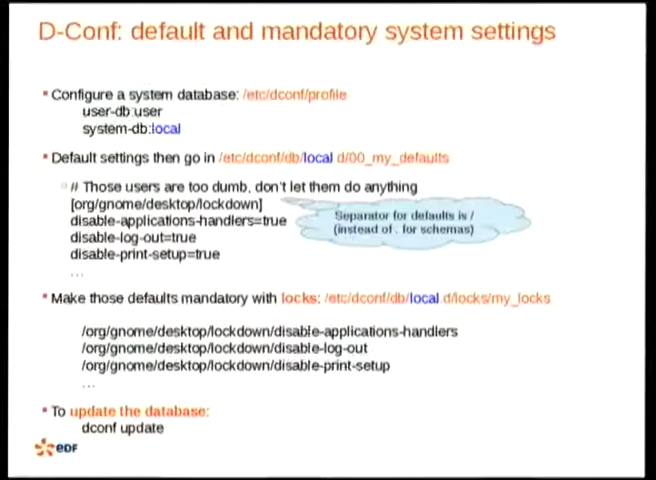 D-Conf: default and mandatory system settings
Configure a system database: /etc/dconf/profile
user-db:user
system-db:local
Default settings then go in /etc/dconf/db/local.d/00_my_defaults
// Those users are too dumb, don't let them do anything
[org/gnome/desktop/lockdown]
disable-applications-handlers=true
disable-log-out=true
disable-print-setup=true
...
Separator for defaults is /
(instead of . for schemas)
Make those defaults mandatory with locks: /etc/dconf/db/local.d/locks/my_locks
/org/gnome/desktop/lockdown/disable-applications-handlers
/org/gnome/desktop/lockdown/disable-log-out
/org/gnome/desktop/lockdown/disable-print-setup
...
To update the database:
dconf update
eDF